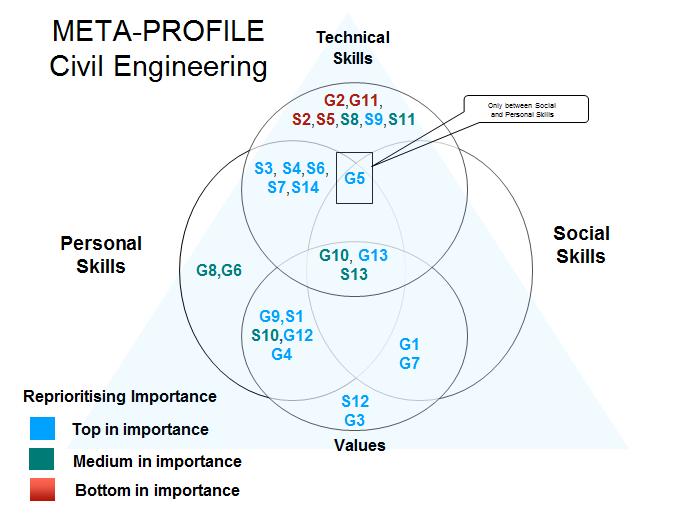 META-PROFILE
Civil Engineering
Technical
Skills
G2,G11,
S2,S5,S8,S9,S11
Only between Social
and Personal Skills
S3, S4,S6,
S7,S14
G5
Personal
Skills
Social
Skills
G8,G6
G10, G13
S13
G9,S1
S10,G12
G4
G1
G7
S12
G3
Values
Reprioritising Importance
Top in importance
Medium in importance
Bottom in importance